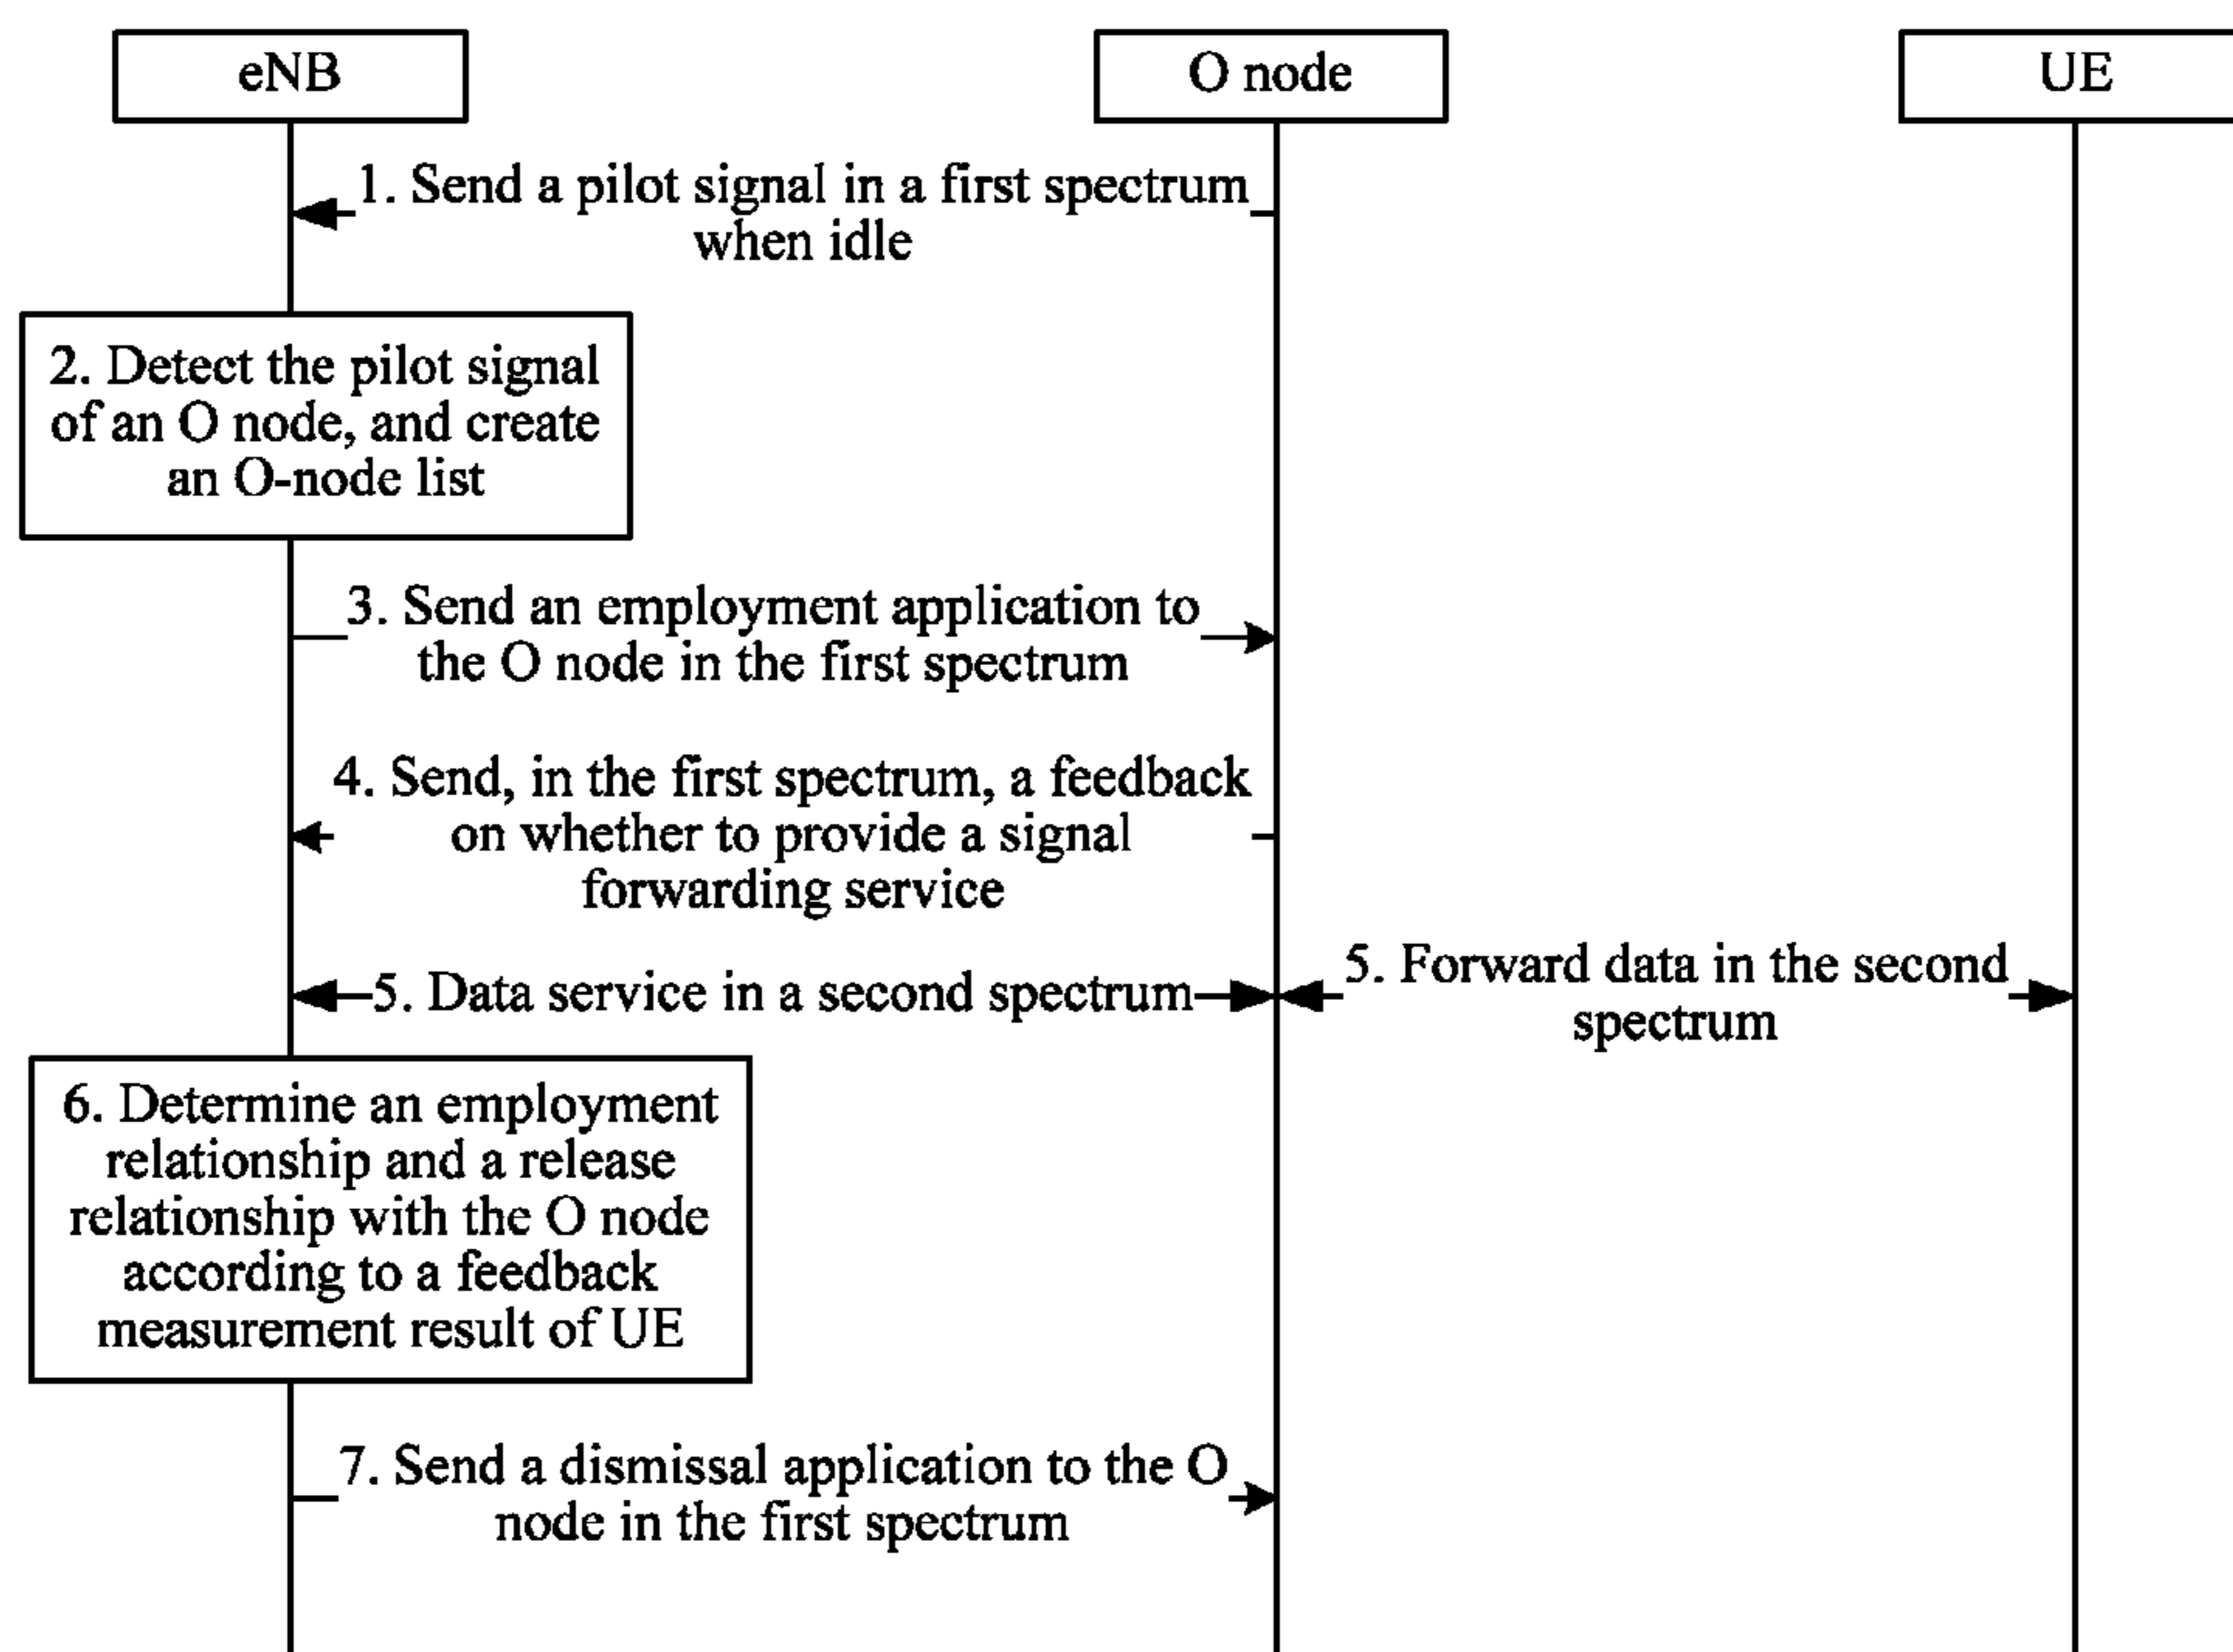 eNB
O node
UE
1. Send a pilot signal in a first spectrum
when idle
2. Detect the pilot signal
of an O node, and create
an O-node list
3. Send an employment application to
the O node in the first spectrum
4. Send, in the first spectrum, a feedback
on whether to provide a signal
forwarding service
5. Data service in a second spectrum
5. Forward data in the second
spectrum
6. Determine an employment
relationship and a release
relationship with the O node
according to a feedback
measurement result of UE
7. Send a dismissal application to the O
node in the first spectrum